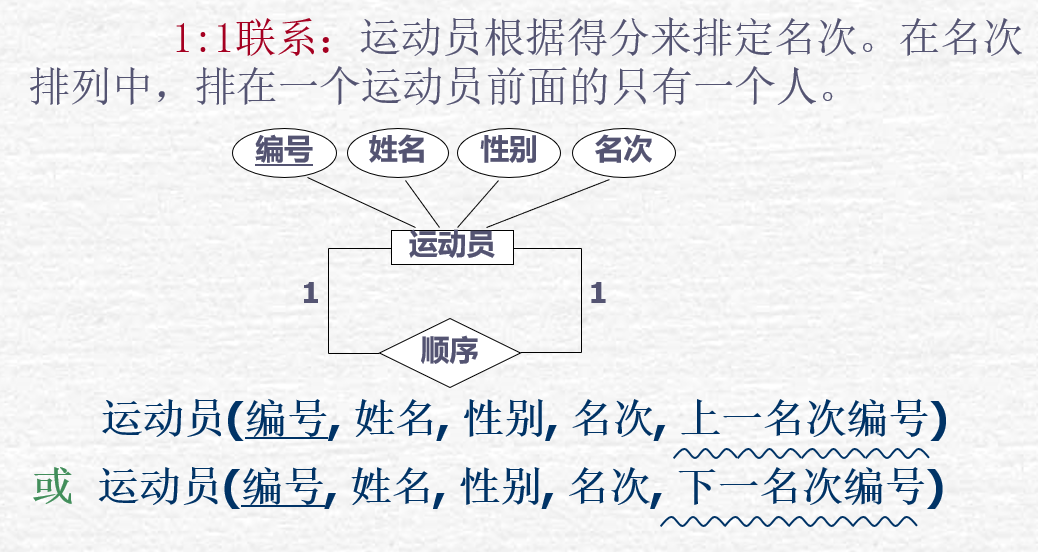 1:1联系：运动员根据得分来排定名次。在名次
排列中，排在一个运动员前面的只有一个人。
编号 姓名 性别 名次
运动员
1 1
顺序
运动员(编号, 姓名, 性别, 名次, 上一名次编号)
或 运动员(编号, 姓名, 性别, 名次, 下一名次编号)